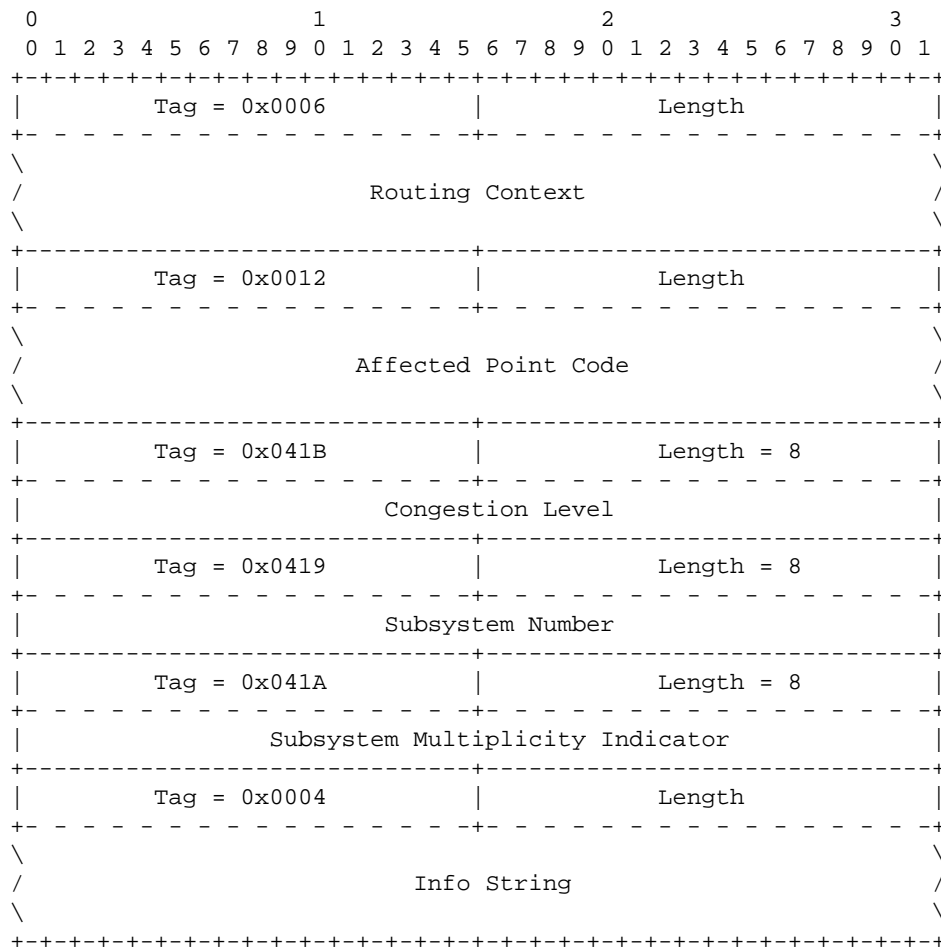 0                   1                   2                   3
 0 1 2 3 4 5 6 7 8 9 0 1 2 3 4 5 6 7 8 9 0 1 2 3 4 5 6 7 8 9 0 1
+-+-+-+-+-+-+-+-+-+-+-+-+-+-+-+-+-+-+-+-+-+-+-+-+-+-+-+-+-+-+-+-+
|         Tag = 0x0006          |            Length             |
+- - - - - - - - - - - - - - - -+- - - - - - - - - - - - - - - -+
\                                                               \
/                        Routing Context                        /
\                                                               \
+-------------------------------+-------------------------------+
|         Tag = 0x0012          |            Length             |
+- - - - - - - - - - - - - - - -+- - - - - - - - - - - - - - - -+
\                                                               \
/                       Affected Point Code                     /
\                                                               \
+-------------------------------+-------------------------------+
|         Tag = 0x041B          |            Length = 8         |
+- - - - - - - - - - - - - - - -+- - - - - - - - - - - - - - - -+
|                         Congestion Level                      |
+-------------------------------+-------------------------------+
|         Tag = 0x0419          |            Length = 8         |
+- - - - - - - - - - - - - - - -+- - - - - - - - - - - - - - - -+
|                         Subsystem Number                      |
+-------------------------------+-------------------------------+
|         Tag = 0x041A          |            Length = 8         |
+- - - - - - - - - - - - - - - -+- - - - - - - - - - - - - - - -+
|                 Subsystem Multiplicity Indicator              |
+-------------------------------+-------------------------------+
|         Tag = 0x0004          |            Length             |
+- - - - - - - - - - - - - - - -+- - - - - - - - - - - - - - - -+
\                                                               \
/                           Info String                         /
\                                                               \
+-+-+-+-+-+-+-+-+-+-+-+-+-+-+-+-+-+-+-+-+-+-+-+-+-+-+-+-+-+-+-+-+